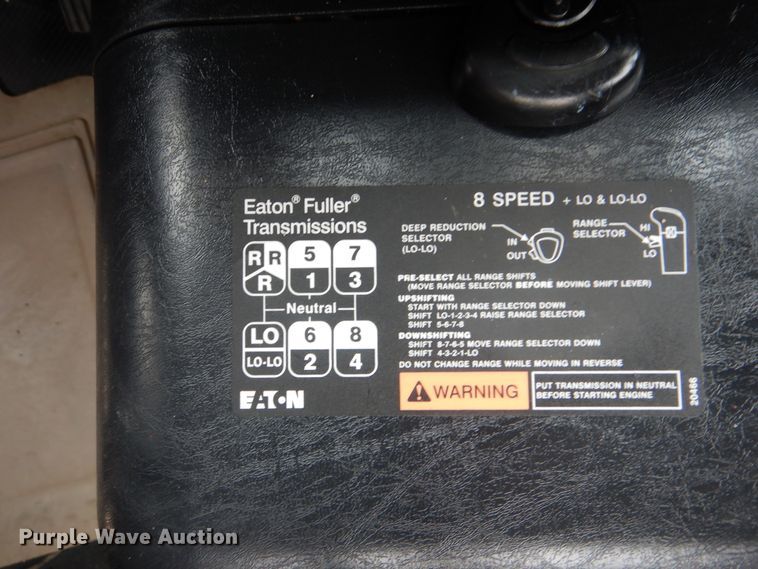 Eaton® Fuller®
Transmissions
8 SPEED + LO & LO-LO
R R 5 7
R 1 3
Neutral
LO 6 8
LO-LO 2 4
EATON
DEEP REDUCTION
SELECTOR
(LO-LO)
IN
OUT
RANGE
SELECTOR
HI
LO
PRE-SELECT ALL RANGE SHIFTS
(MOVE RANGE SELECTOR BEFORE MOVING SHIFT LEVER)
UPSHIFTING
START WITH RANGE SELECTOR DOWN
SHIFT LO-1-2-3-4 RAISE RANGE SELECTOR
SHIFT 5-6-7-8
DOWNSHIFTING
SHIFT 8-7-6-5 MOVE RANGE SELECTOR DOWN
SHIFT 4-3-2-1-LO
DO NOT CHANGE RANGE WHILE MOVING IN REVERSE
WARNING
PUT TRANSMISSION IN NEUTRAL
BEFORE STARTING ENGINE
20466
Purple Wave Auction